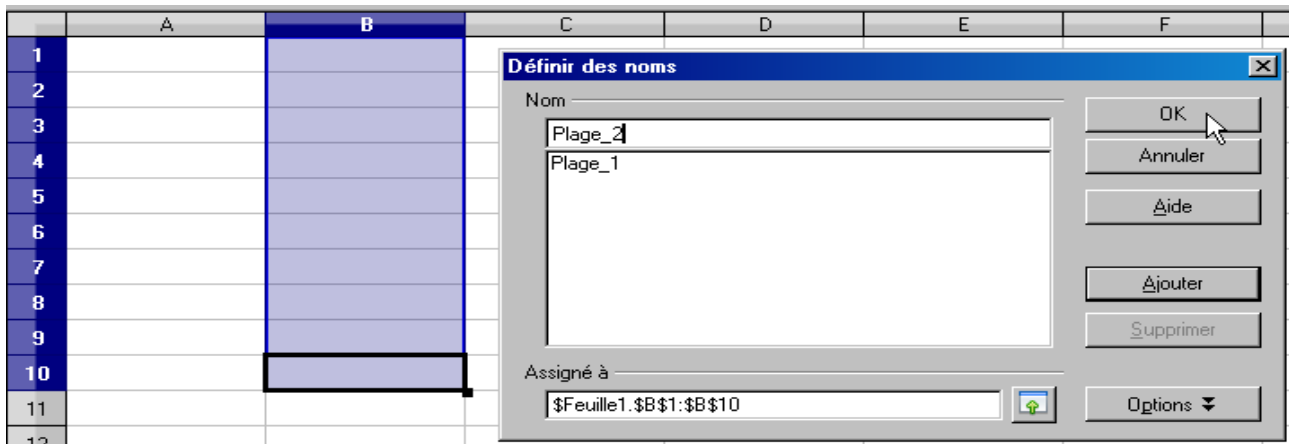 A B C D E F
1
2
3
4
5
6
7
8
9
10
11
12
Définir des noms
Nom
Plage_2
Plage_1
OK
Annuler
Aide
Ajouter
Supprimer
Assigné à
$Feuille1.$B$1:$B$10
Options